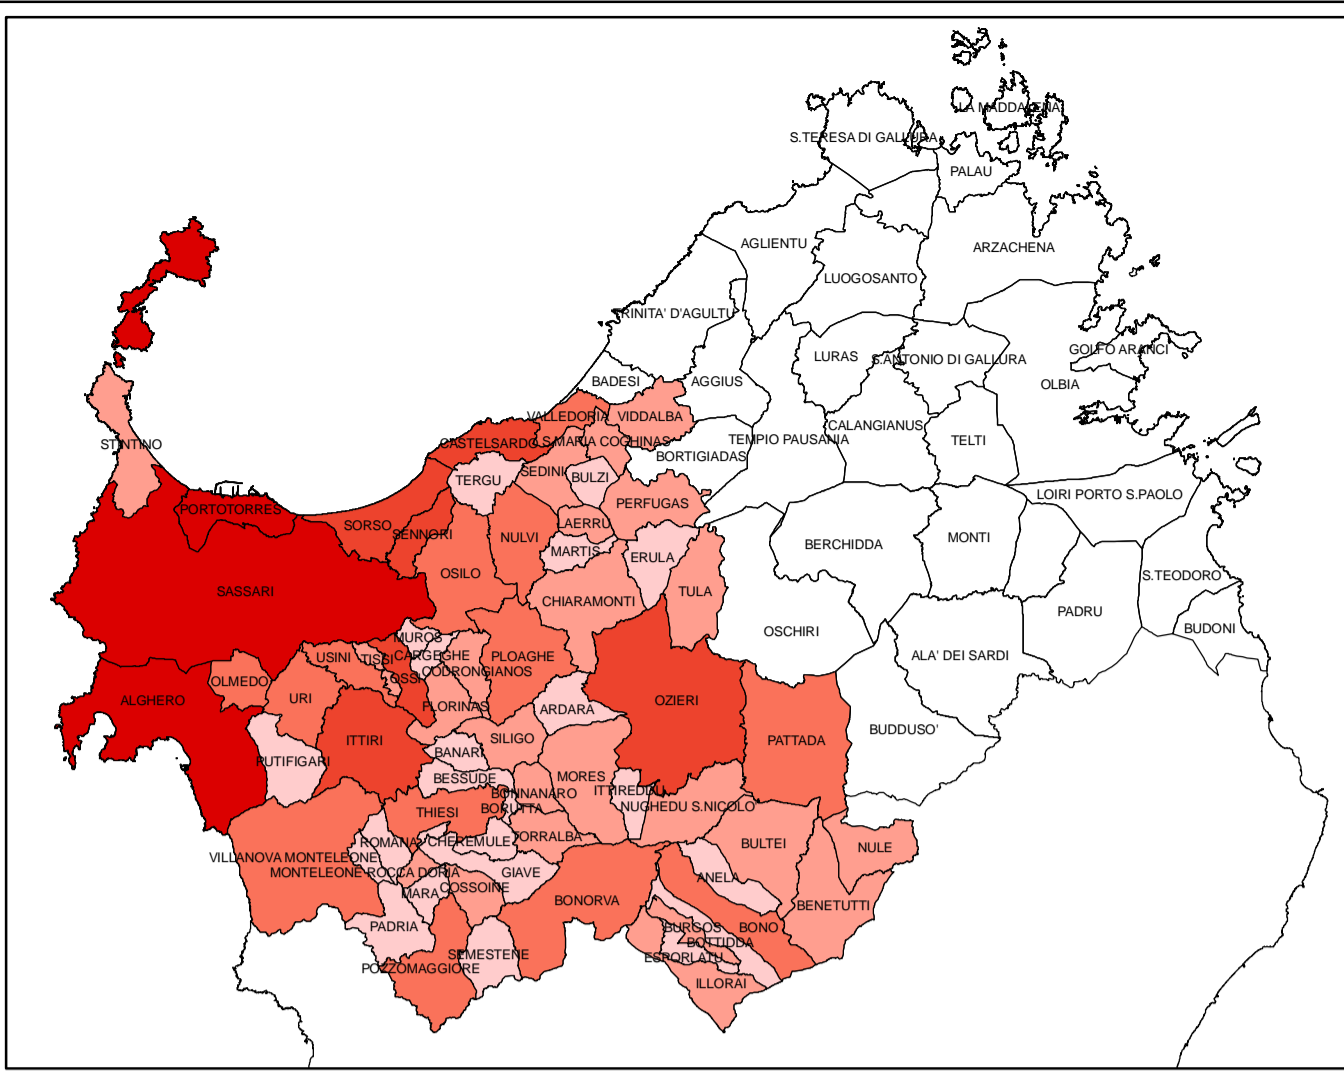 LA MADDALENA
S.TERESA DI GALLURA
PALAU
AGLIENTU
ARZACHENA
LUOGOSANTO
TRINITA' D'AGULTU
GOLFO ARANCI
LURAS
S.ANTONIO DI GALLURA
BADESI
AGGIUS
OLBIA
VALLEDORIA
VIDDALBA
CALANGIANUS
STINTINO
CASTELSARDO
S.MARIA COGHINAS
TEMPIO PAUSANIA
TELTI
BORTIGIADAS
SEDINI
TERGU
BULZI
LOIRI PORTO S.PAOLO
PERFUGAS
PORTOTORRES
SORSO
LAERRU
SENNORI
NULVI
MONTI
BERCHIDDA
MARTIS
ERULA
OSILO
S.TEODORO
SASSARI
TULA
CHIARAMONTI
PADRU
BUDONI
OSCHIRI
MUROS
CARGEGHE
PLOAGHE
ALA' DEI SARDI
USINI
TISSI
CODRONGIANOS
OSSI
OLMEDO
ALGHERO
URI
OZIERI
FLORINAS
ARDARA
BUDDUSO'
ITTIRI
SILIGO
PATTADA
BANARI
PUTIFIGARI
BESSUDE
MORES
ITTIREDDU
BONNANARO
NUGHEDU S.NICOLO'
BORUTTA
THIESI
TORRALBA
ROMANA
CHEREMULE
BULTEI
NULE
VILLANOVA MONTELEONE
MONTELEONE ROCCA DORIA
GIAVE
ANELA
COSSOINE
MARA
BONORVA
BENETUTTI
PADRIA
BURGOS
BONO
BOTTIDDA
SEMESTENE
ESPORLATU
POZZOMAGGIORE
ILLORAI